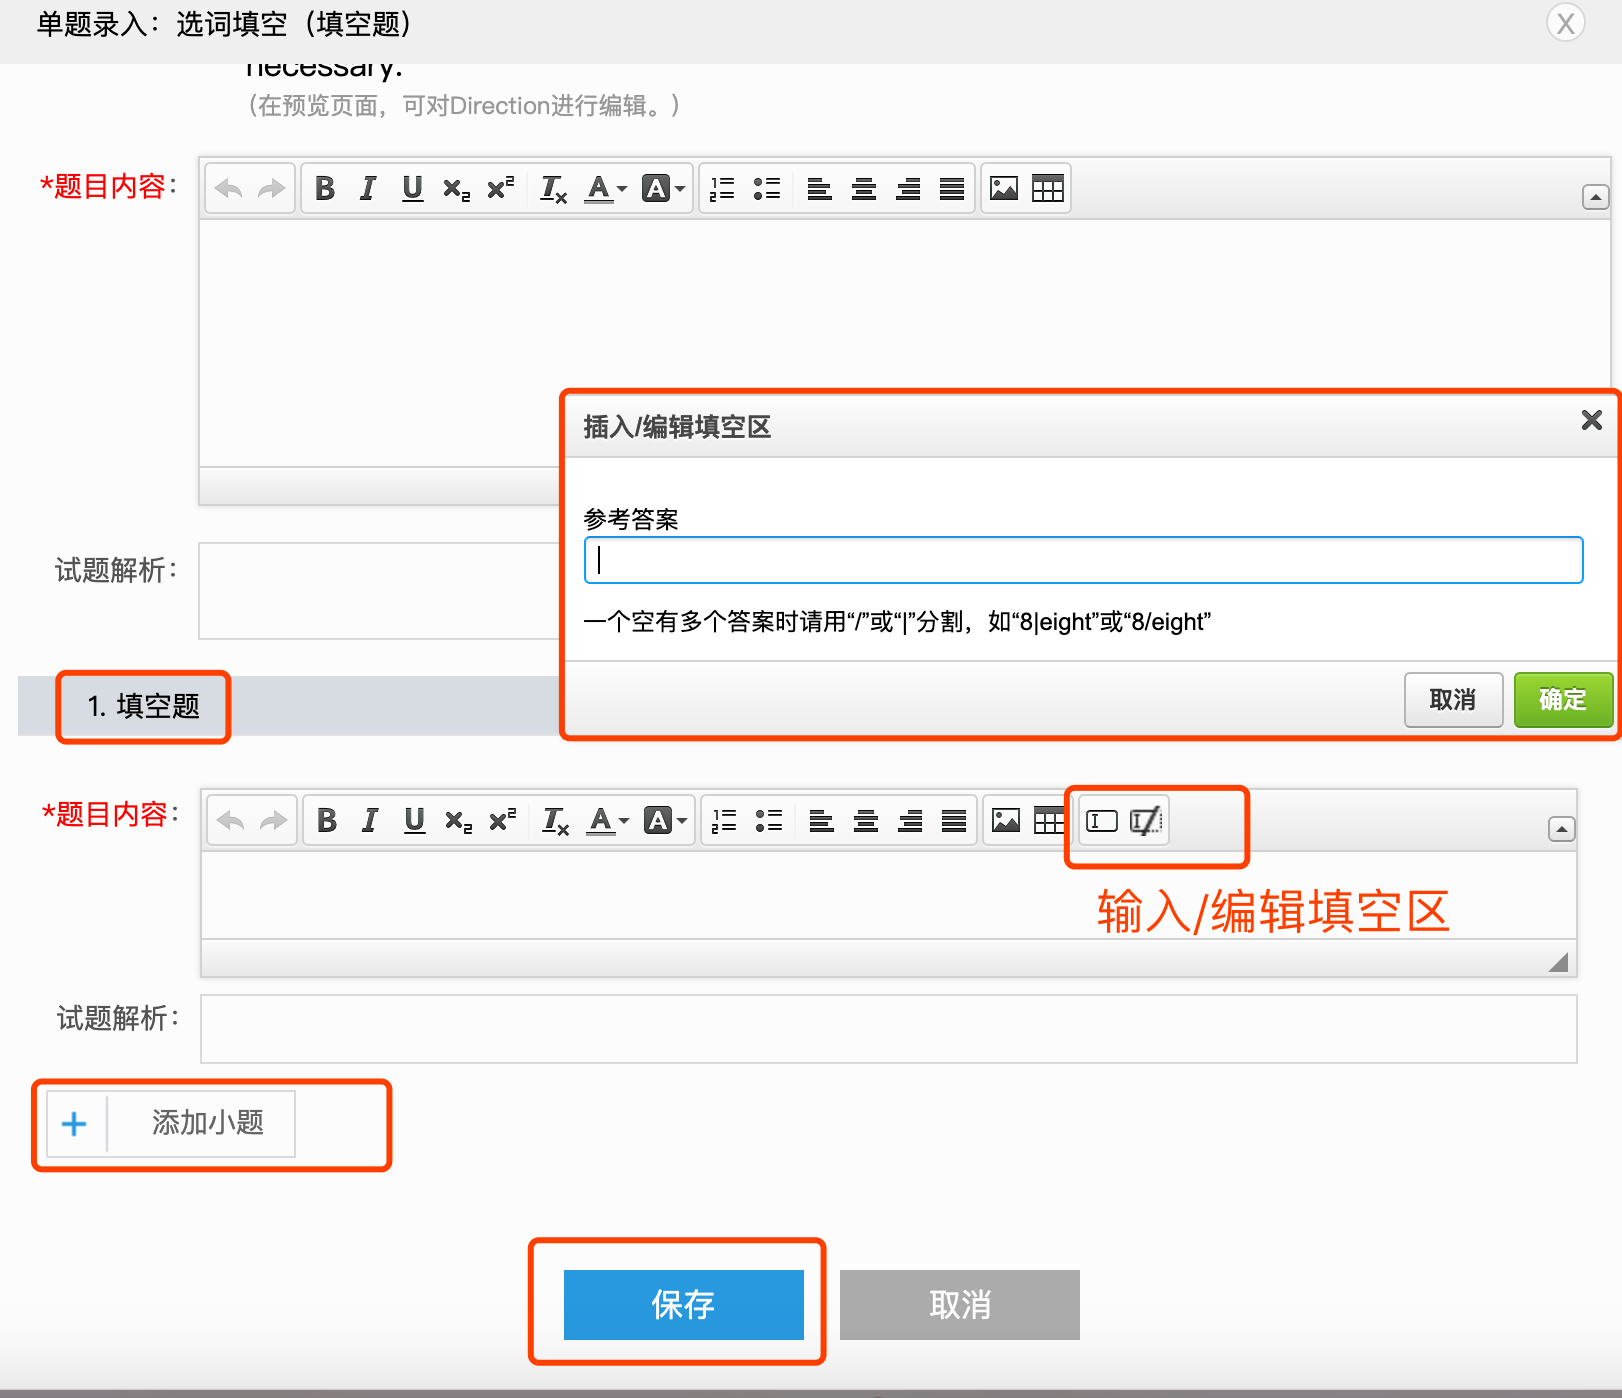 单题录入：选词填空（填空题）
X
necessary.
（在预览页面，可对Direction进行编辑。）
*题目内容：
插入/编辑填空区
参考答案
一个空有多个答案时请用“/”或“|”分割，如“8|eight”或“8/eight”
取消
确定
试题解析：
1. 填空题
*题目内容：
输入/编辑填空区
试题解析：
+ 添加小题
保存
取消